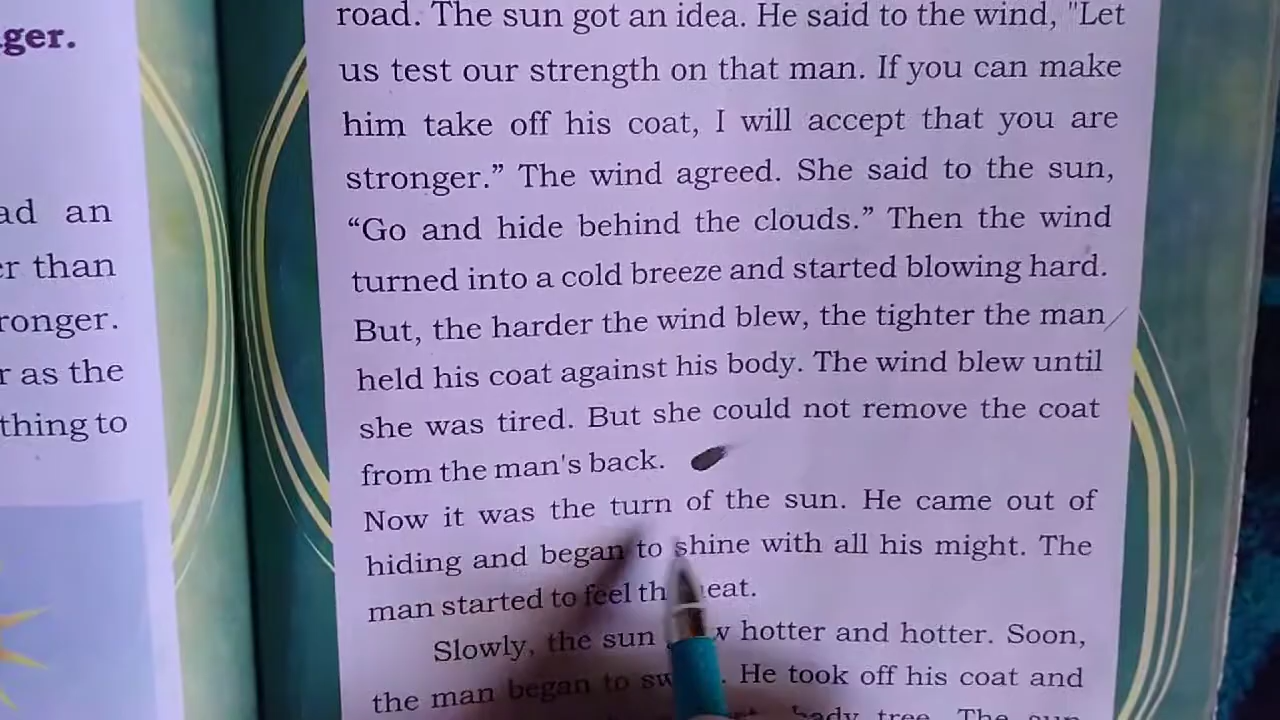 ger.
ad an
er than
ronger.
r as the
thing to
road. The sun got an idea. He said to the wind, "Let
us test our strength on that man. If you can make
him take off his coat, I will accept that you are
stronger.” The wind agreed. She said to the sun,
“Go and hide behind the clouds.” Then the wind
turned into a cold breeze and started blowing hard.
But, the harder the wind blew, the tighter the man
held his coat against his body. The wind blew until
she was tired. But she could not remove the coat
from the man's back.
Now it was the turn of the sun. He came out of
hiding and began to shine with all his might. The
man started to feel th eat.
Slowly, the sun w hotter and hotter. Soon,
the man began to sw . He took off his coat and
tree. The sun